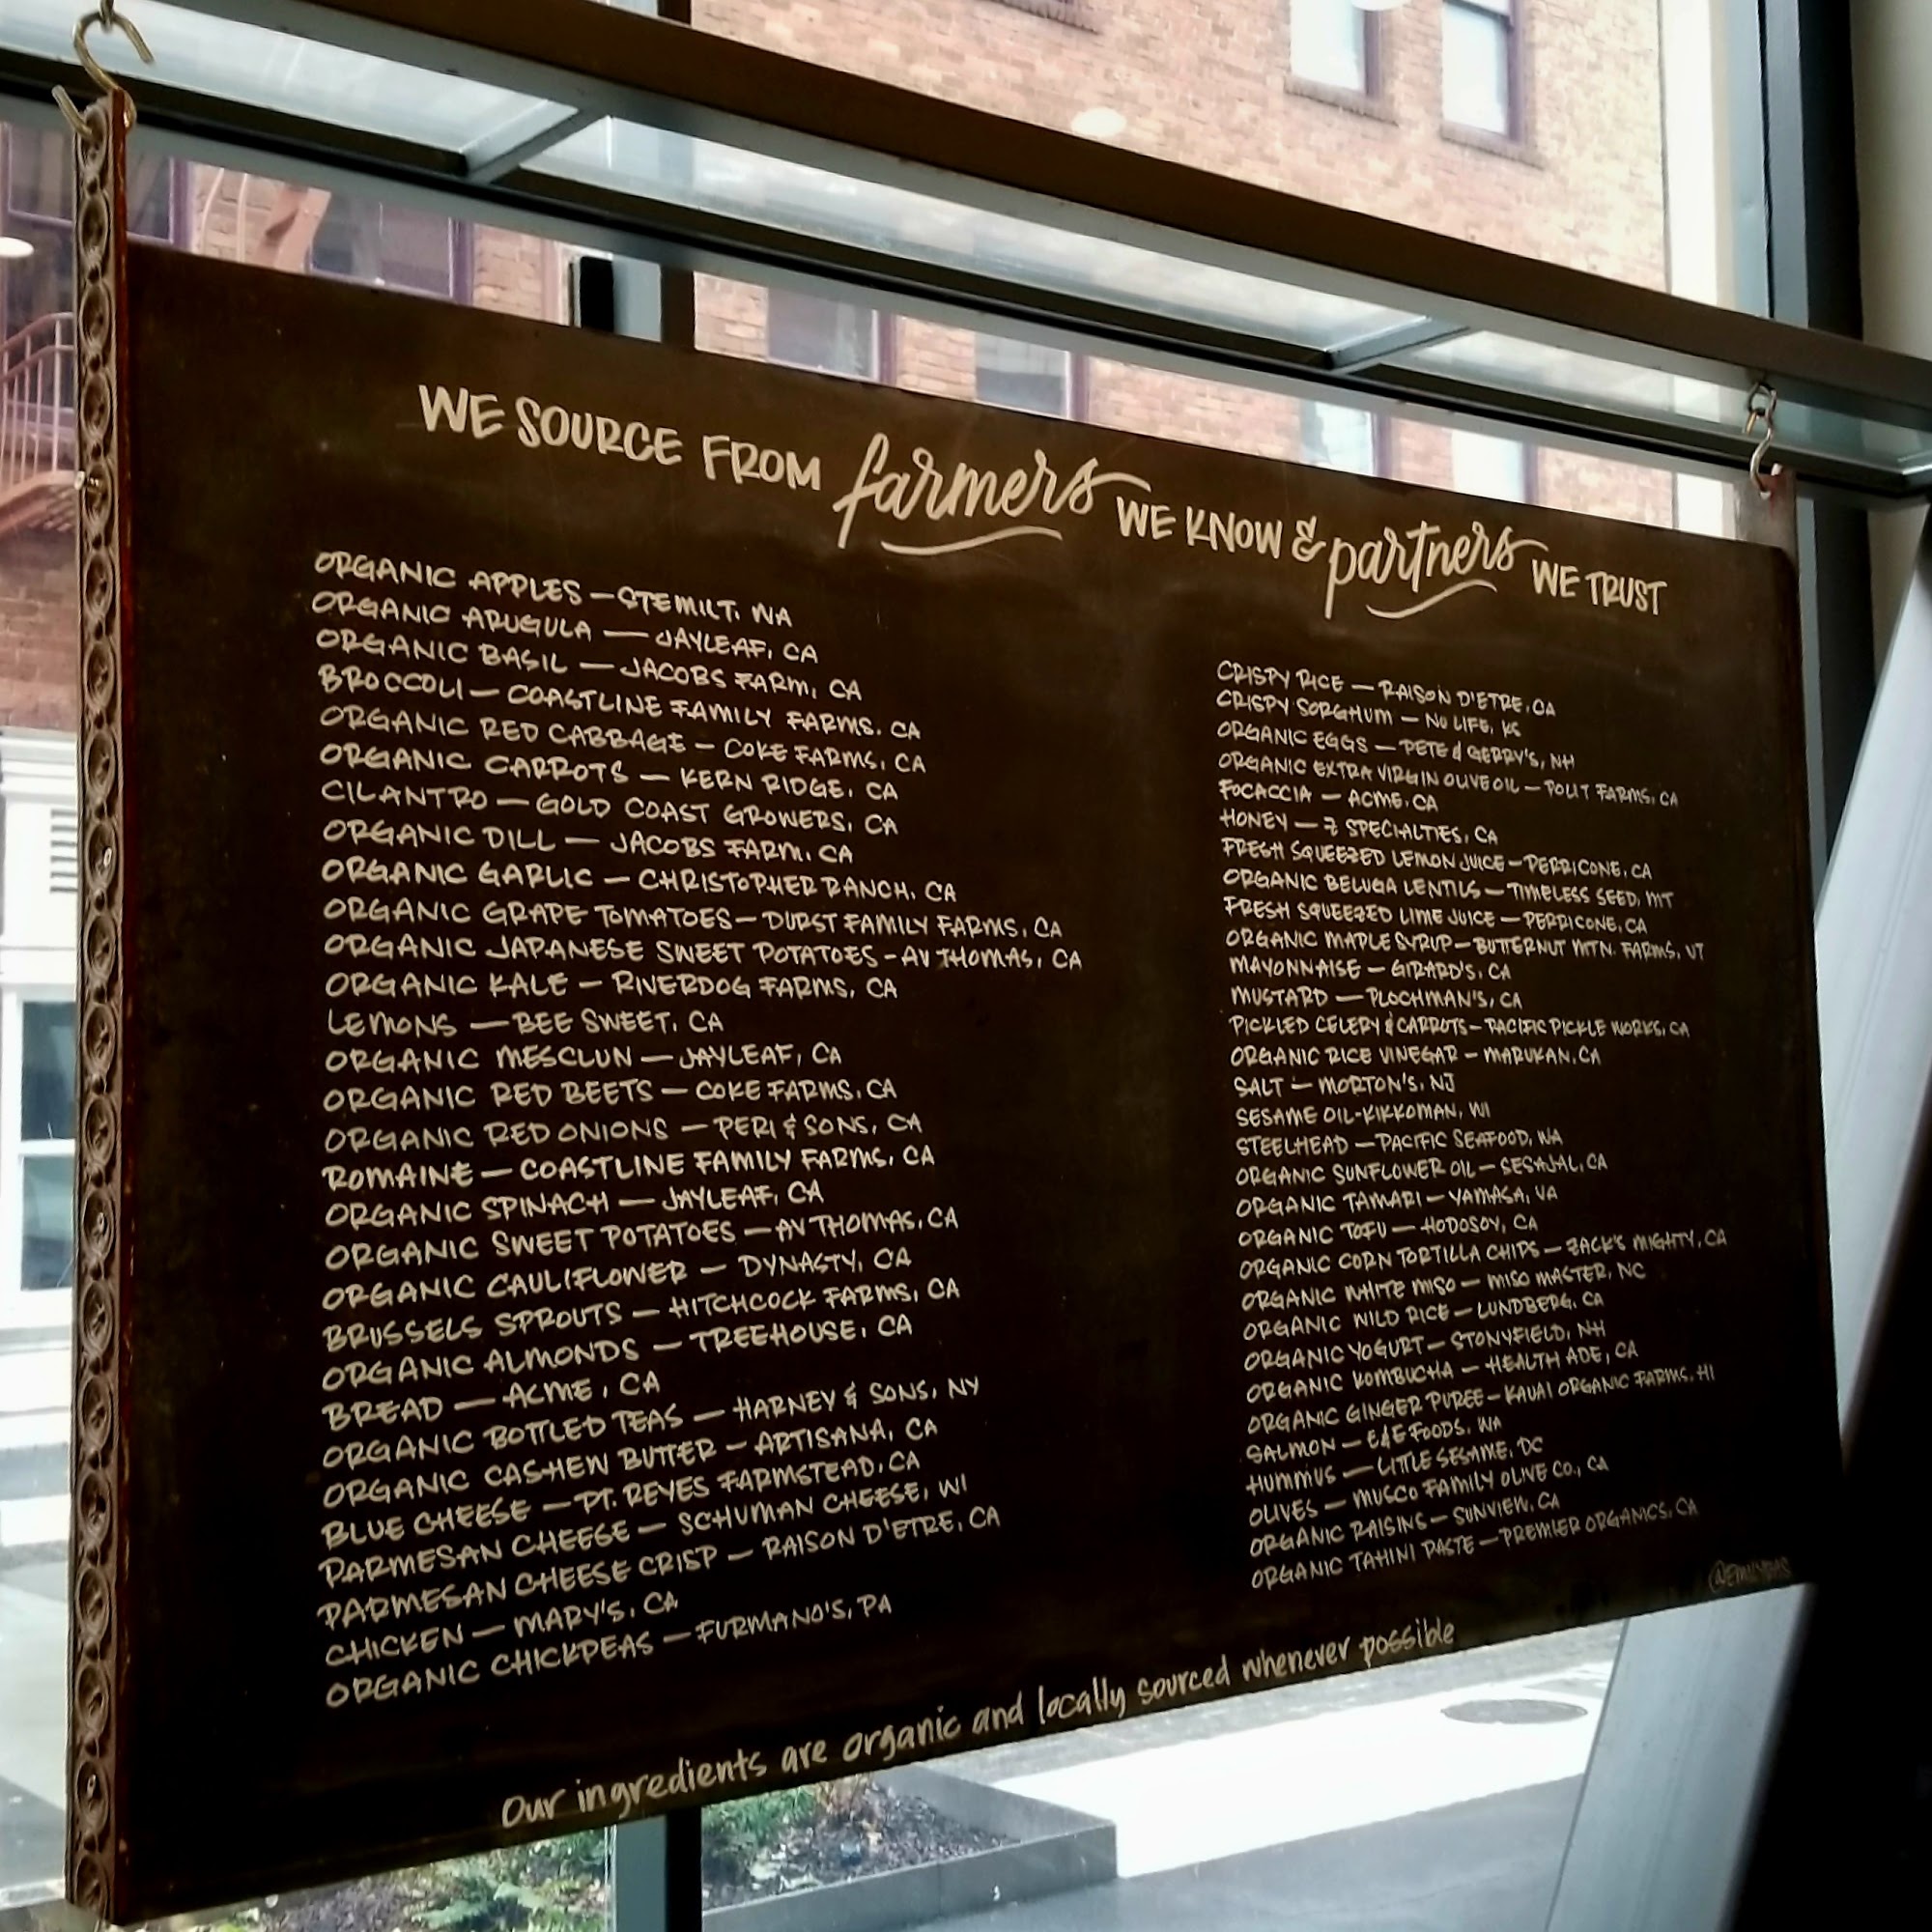 WE SOURCE FROM farmers WE KNOW & partners WE TRUST
ORGANIC APPLES — STEMILT, WA
ORGANIC ARUGULA — JAYLEAF, CA
ORGANIC BASIL — JACOBS FARM, CA
BROCCOLI — COASTLINE FAMILY FARMS, CA
ORGANIC RED CABBAGE — COKE FARMS, CA
ORGANIC CARROTS — KERN RIDGE, CA
CILANTRO — GOLD COAST GROWERS, CA
ORGANIC DILL — JACOBS FARM, CA
ORGANIC GARLIC — CHRISTOPHER RANCH, CA
ORGANIC GRAPE TOMATOES — DURST FAMILY FARMS, CA
ORGANIC JAPANESE SWEET POTATOES - AV THOMAS, CA
ORGANIC KALE — RIVERDOG FARMS, CA
LEMONS — BEE SWEET, CA
ORGANIC MESCLUN — JAYLEAF, CA
ORGANIC RED BEETS — COKE FARMS, CA
ORGANIC RED ONIONS — PERI & SONS, CA
ROMAINE — COASTLINE FAMILY FARMS, CA
ORGANIC SPINACH — JAYLEAF, CA
ORGANIC SWEET POTATOES — AV THOMAS, CA
ORGANIC CAULIFLOWER — DYNASTY, CA
BRUSSELS SPROUTS — HITCHCOCK FARMS, CA
ORGANIC ALMONDS — TREEHOUSE, CA
BREAD — ACME, CA
ORGANIC BOTTLED TEAS — HARNEY & SONS, NY
ORGANIC CASHEW BUTTER — ARTISANA, CA
BLUE CHEESE — PT. REYES FARMSTEAD, CA
PARMESAN CHEESE — SCHUMAN CHEESE, WI
PARMESAN CHEESE CRISP — RAISON D'ETRE, CA
CHICKEN — MARY'S, CA
ORGANIC CHICKPEAS — FURMANO'S, PA
CRISPY RICE — RAISON D'ETRE, CA
CRISPY SORGHUM — NU LIFE, KS
ORGANIC EGGS — PETE & GERRY'S, NH
ORGANIC EXTRA VIRGIN OLIVE OIL — POLIT FARMS, CA
FOCACCIA — ACME, CA
HONEY — Z SPECIALTIES, CA
FRESH SQUEEZED LEMON JUICE — PERRICONE, CA
ORGANIC BELUGA LENTILS — TIMELESS SEED, MT
FRESH SQUEEZED LIME JUICE — PERRICONE, CA
ORGANIC MAPLE SYRUP — BUTTERNUT MTN. FARMS, VT
MAYONNAISE — GIRARD'S, CA
MUSTARD — PLOCHMAN'S, CA
PICKLED CELERY & CARROTS — PACIFIC PICKLE WORKS, CA
ORGANIC RICE VINEGAR — MARUKAN, CA
SALT — MORTON'S, NJ
SESAME OIL - KIKKOMAN, WI
STEELHEAD — PACIFIC SEAFOOD, WA
ORGANIC SUNFLOWER OIL — SESAJAL, CA
ORGANIC TAMARI — YAMASA, VA
ORGANIC TOFU — HODOSOY, CA
ORGANIC CORN TORTILLA CHIPS — ZACK'S MIGHTY, CA
ORGANIC WHITE MISO — MISO MASTER, NC
ORGANIC WILD RICE — LUNDBERG, CA
ORGANIC YOGURT — STONYFIELD, NH
ORGANIC KOMBUCHA — HEALTH ADE, CA
ORGANIC GINGER PUREE — KAUAI ORGANIC FARMS, HI
SALMON — E&E FOODS, WA
HUMMUS — LITTLE SESAME, DC
OLIVES — MUSCO FAMILY OLIVE CO., CA
ORGANIC RAISINS — SUNVIEW, CA
ORGANIC TAHINI PASTE — PREMIER ORGANICS, CA
Our ingredients are organic and locally sourced whenever possible